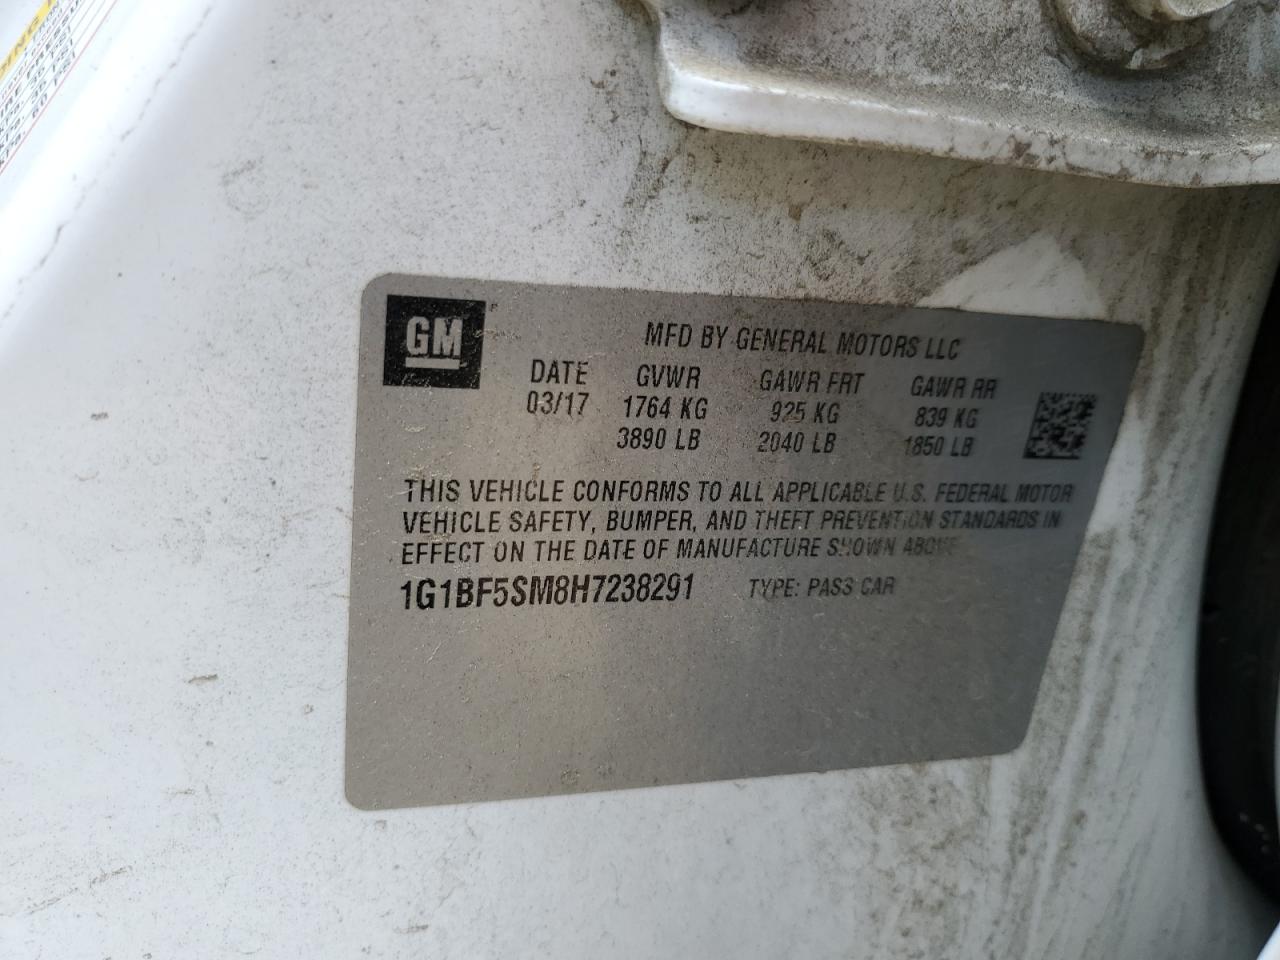 GM
MFD BY GENERAL MOTORS LLC
DATE GVWR GAWR FRT GAWR RR
03/17 1764 KG 925 KG 839 KG
3890 LB 2040 LB 1850 LB
THIS VEHICLE CONFORMS TO ALL APPLICABLE U.S. FEDERAL MOTOR
VEHICLE SAFETY, BUMPER, AND THEFT PREVENTION STANDARDS IN
EFFECT ON THE DATE OF MANUFACTURE SHOWN ABOVE
1G1BF5SM8H7238291 TYPE: PASS CAR